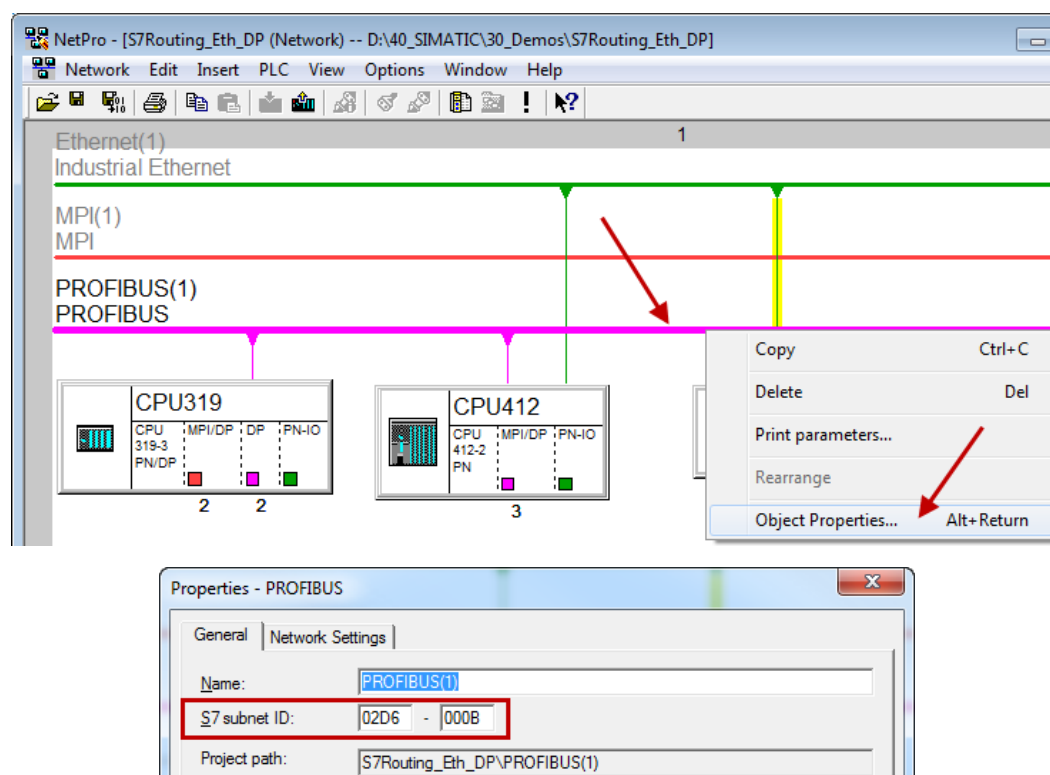 NetPro - [S7Routing_Eth_DP (Network) -- D:\40_SIMATIC\30_Demos\S7Routing_Eth_DP]
Network Edit Insert PLC View Options Window Help
1
Ethernet(1)
Industrial Ethernet
MPI(1)
MPI
PROFIBUS(1)
PROFIBUS
CPU319
CPU 319-3 PN/DP
MPI/DP
DP
PN-IO
2 2
CPU412
CPU 412-2 PN
MPI/DP
PN-IO
3
Copy Ctrl+C
Delete Del
Print parameters...
Rearrange
Object Properties... Alt+Return
Properties - PROFIBUS
General Network Settings
Name: PROFIBUS(1)
S7 subnet ID: 02D6 - 000B
Project path: S7Routing_Eth_DP\PROFIBUS(1)